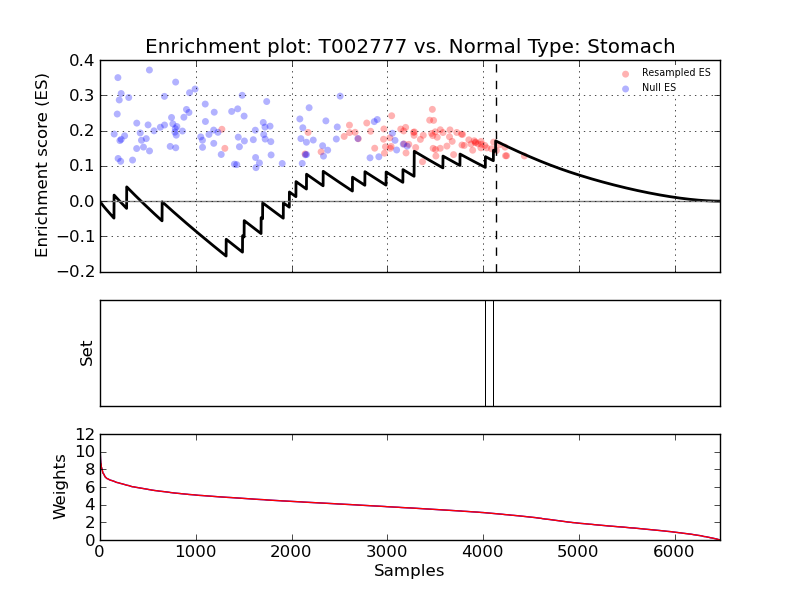 Enrichment plot: T002777 vs. Normal Type: Stomach
0.4
0.3
0.2
0.1
0.0
−0.1
−0.2
Enrichment score (ES)
Resampled ES
Null ES
Set
12
10
8
6
4
2
0
Weights
0 1000 2000 3000 4000 5000 6000
Samples